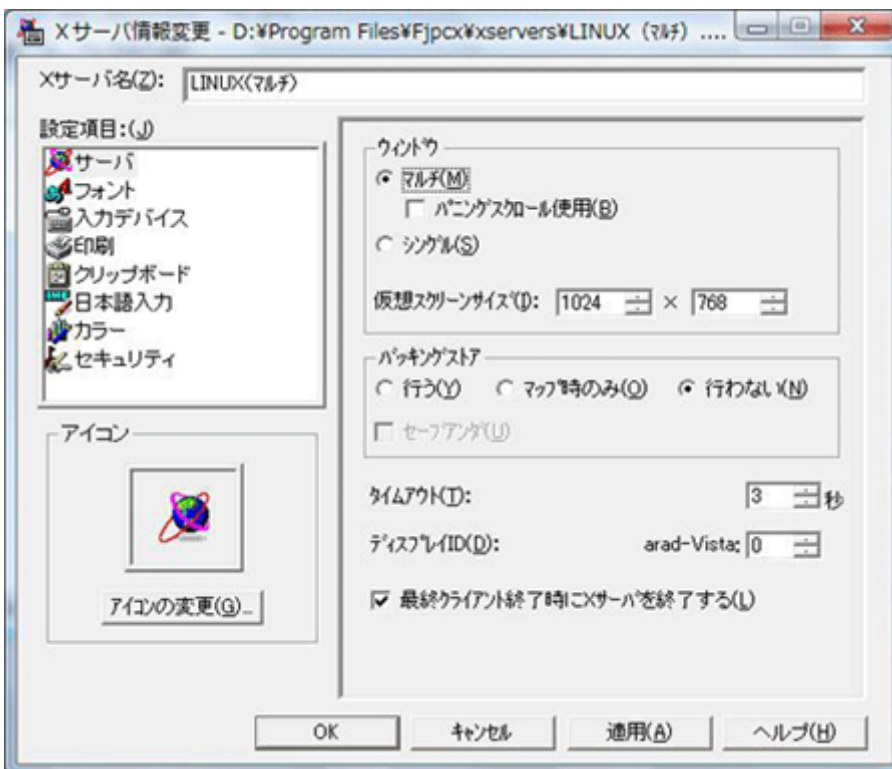 Xサーバ情報変更 - D:¥Program Files¥Fjpcx¥xservers¥LINUX (ﾏﾙﾁ) ....
Xサーバ名(Z): LINUX(ﾏﾙﾁ)
設定項目:(J)
サーバ
フォント
入力デバイス
印刷
クリップボード
日本語入力
カラー
セキュリティ
アイコン
ｱｲｺﾝの変更(G)...
ｳｨﾝﾄﾞｳ
ﾏﾙﾁ(M)
ﾊﾟﾆﾝｸﾞｽｸﾛｰﾙ使用(B)
ｼﾝｸﾞﾙ(S)
仮想ｽｸﾘｰﾝｻｲｽﾞ(I): 1024 × 768
ﾊﾞｯｷﾝｸﾞｽﾄｱ
行う(Y) ﾏｯﾌﾟ時のみ(O) 行わない(N)
ｾｰﾌﾞｱﾝﾀﾞ(U)
ﾀｲﾑｱｳﾄ(T): 3 秒
ﾃﾞｨｽﾌﾟﾚｲID(D): arad-Vista: 0
最終ｸﾗｲｱﾝﾄ終了時にXｻｰﾊﾞを終了する(L)
OK ｷｬﾝｾﾙ 適用(A) ヘルプ(H)